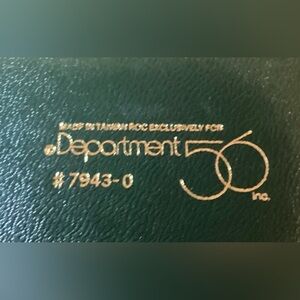 MADE IN TAIWAN ROC EXCLUSIVELY FOR
Department 56 inc.
# 7943-0